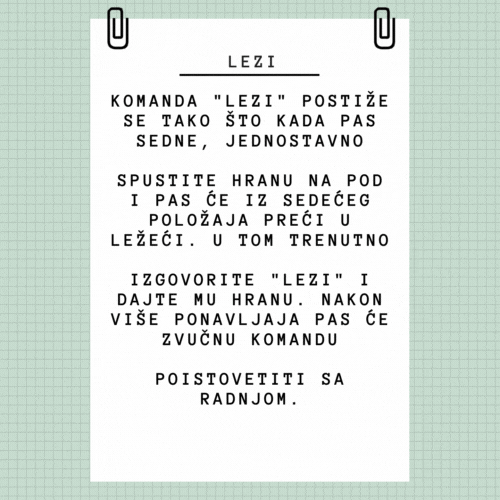 LEZI
KOMANDA "LEZI" POSTIŽE
SE TAKO ŠTO KADA PAS
SEDNE, JEDNOSTAVNO
SPUSTITE HRANU NA POD
I PAS ĆE IZ SEDEĆEG
POLOŽAJA PREĆI U
LEŽEĆI. U TOM TRENUTNO
IZGOVORITE "LEZI" I
DAJTE MU HRANU. NAKON
VIŠE PONAVLJAJA PAS ĆE
ZVUČNU KOMANDU
POISTOVETITI SA
RADNJOM.